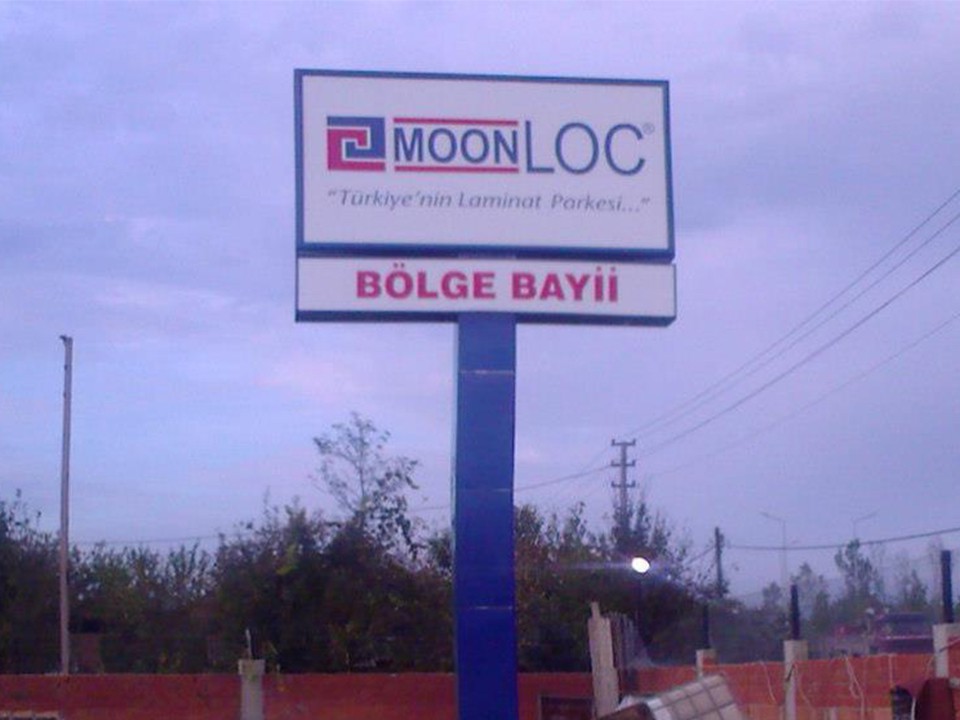 MOONLOC®
"Türkiye'nin Laminat Parkesi..."
BÖLGE BAYİİ